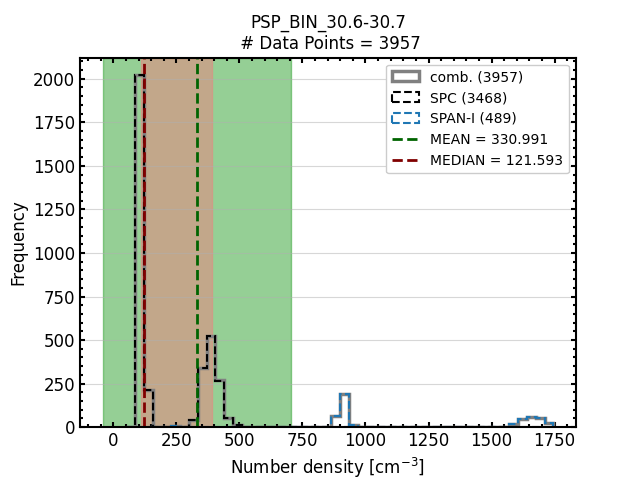 PSP_BIN_30.6-30.7
# Data Points = 3957
comb. (3957)
SPC (3468)
SPAN-I (489)
MEAN = 330.991
MEDIAN = 121.593
Frequency
2000
1750
1500
1250
1000
750
500
250
0
0 250 500 750 1000 1250 1500 1750
Number density [cm⁻³]